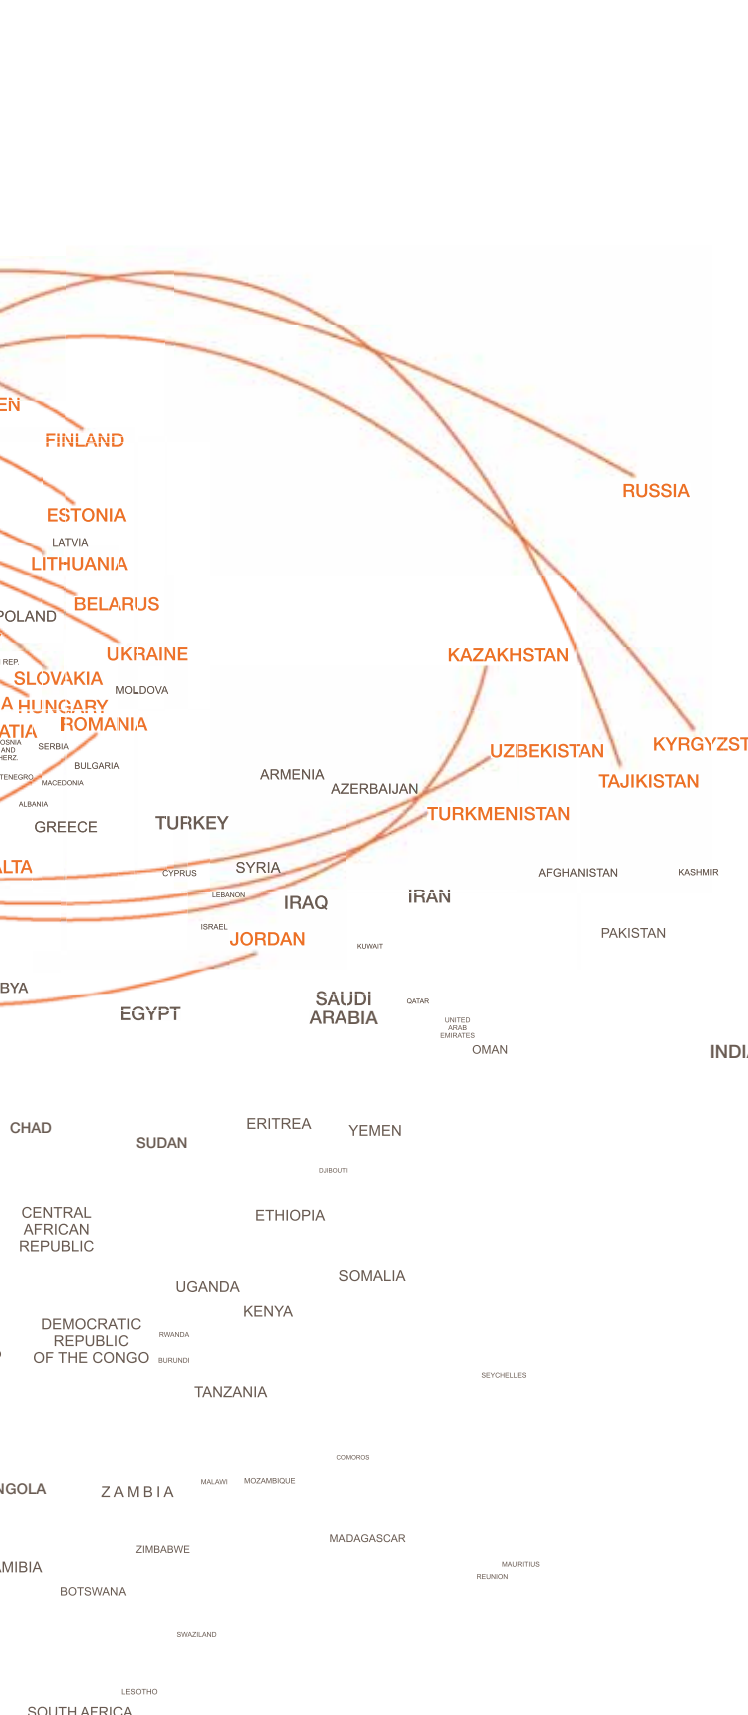 EN
FINLAND
RUSSIA
ESTONIA
LATVIA
LITHUANIA
BELARUS
POLAND
UKRAINE
KAZAKHSTAN
REP.
SLOVAKIA
MOLDOVA
A HUNGARY
ROMANIA
ATIA
OSNIA
AND
HERZ.
SERBIA
KYRGYZST
UZBEKISTAN
BULGARIA
ARMENIA
TENEGRO
MACEDONIA
TAJIKISTAN
AZERBAIJAN
ALBANIA
TURKMENISTAN
GREECE
TURKEY
ALTA
CYPRUS
SYRIA
AFGHANISTAN
KASHMIR
LEBANON
IRAQ
IRAN
ISRAEL
JORDAN
KUWAIT
PAKISTAN
BYA
EGYPT
SAUDI
ARABIA
QATAR
UNITED
ARAB
EMIRATES
OMAN
INDIA
CHAD
SUDAN
ERITREA
YEMEN
DJIBOUTI
CENTRAL
AFRICAN
REPUBLIC
ETHIOPIA
SOMALIA
UGANDA
KENYA
DEMOCRATIC
REPUBLIC
OF THE CONGO
RWANDA
BURUNDI
SEYCHELLES
TANZANIA
COMOROS
NGOLA
ZAMBIA
MALAWI
MOZAMBIQUE
MADAGASCAR
ZIMBABWE
AMIBIA
MAURITIUS
REUNION
BOTSWANA
SWAZILAND
LESOTHO
SOUTH AFRICA